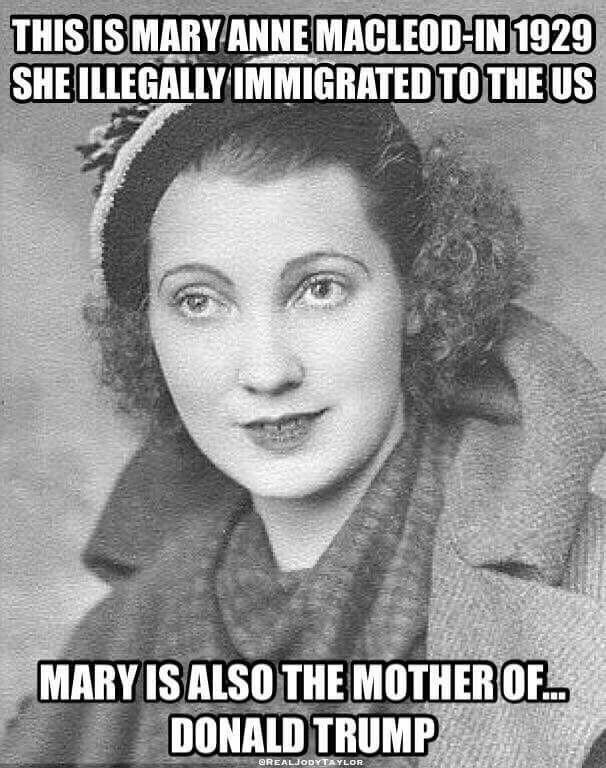 THIS IS MARY ANNE MACLEOD-IN 1929
SHE ILLEGALLY IMMIGRATED TO THE US
MARY IS ALSO THE MOTHER OF...
DONALD TRUMP
@REALJODYTAYLOR